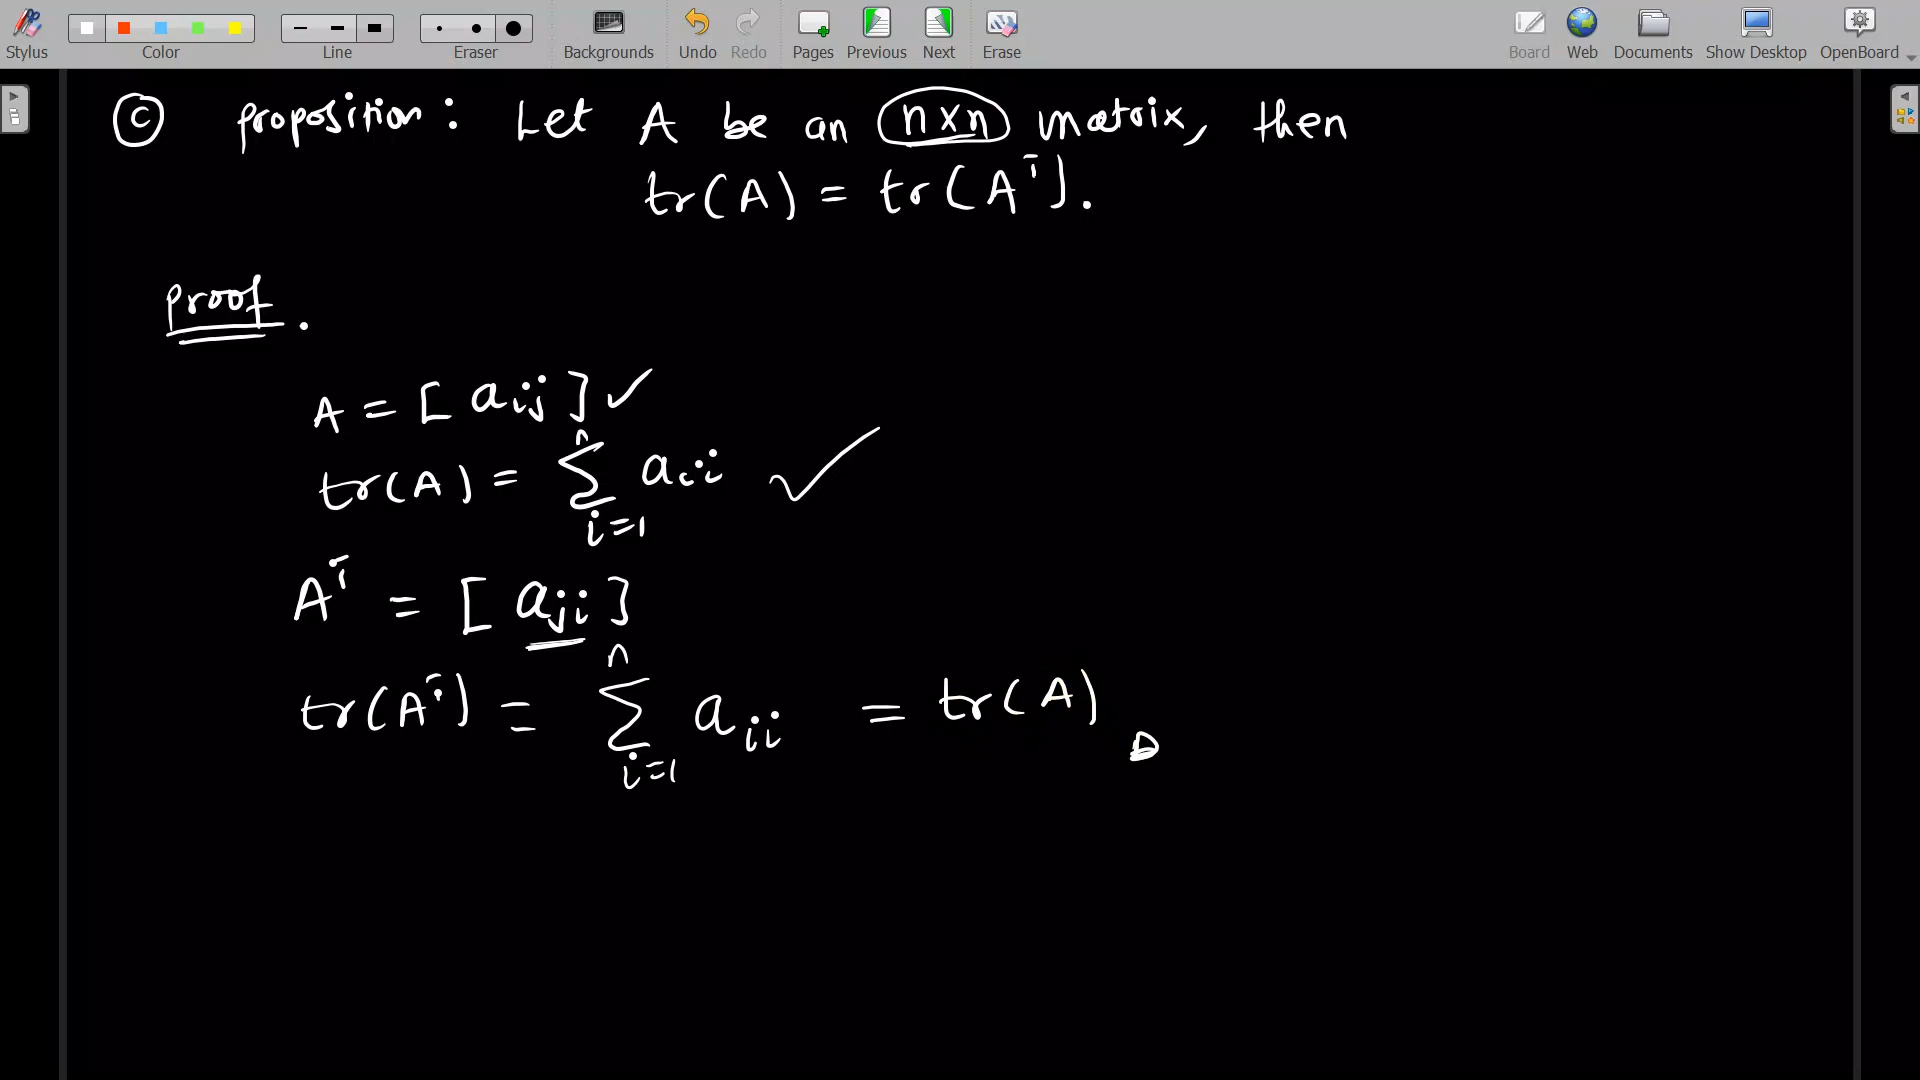 Stylus Color Line Eraser Backgrounds Undo Redo Pages Previous Next Erase Board Web Documents Show Desktop OpenBoard
© proposition: Let A be an n×n matrix, then
tr(A) = tr(Aᵀ).
Proof.
A = [aᵢⱼ] ✓
tr(A) = ∑ⁿᵢ₌₁ aᵢᵢ ✓
Aᵀ = [aⱼᵢ]
tr(Aᵀ) = ∑ⁿᵢ₌₁ aᵢᵢ = tr(A)